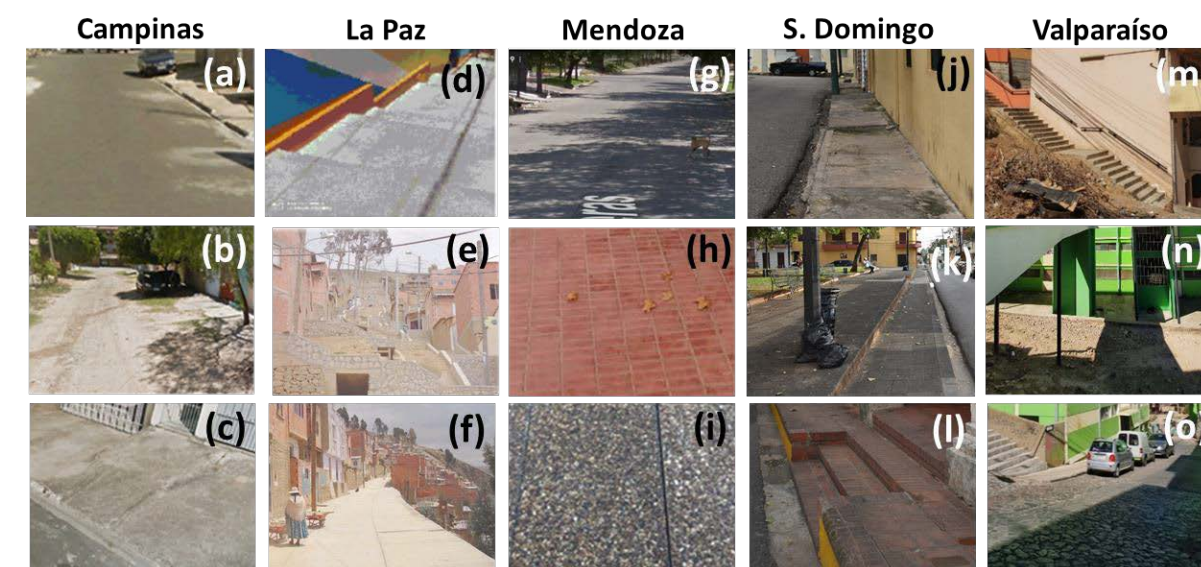 Campinas La Paz Mendoza S. Domingo Valparaíso
(a) (d) (g) (j) (m
(b) (e) (h) (k) (n)
(c) (f) (i) (l) (o